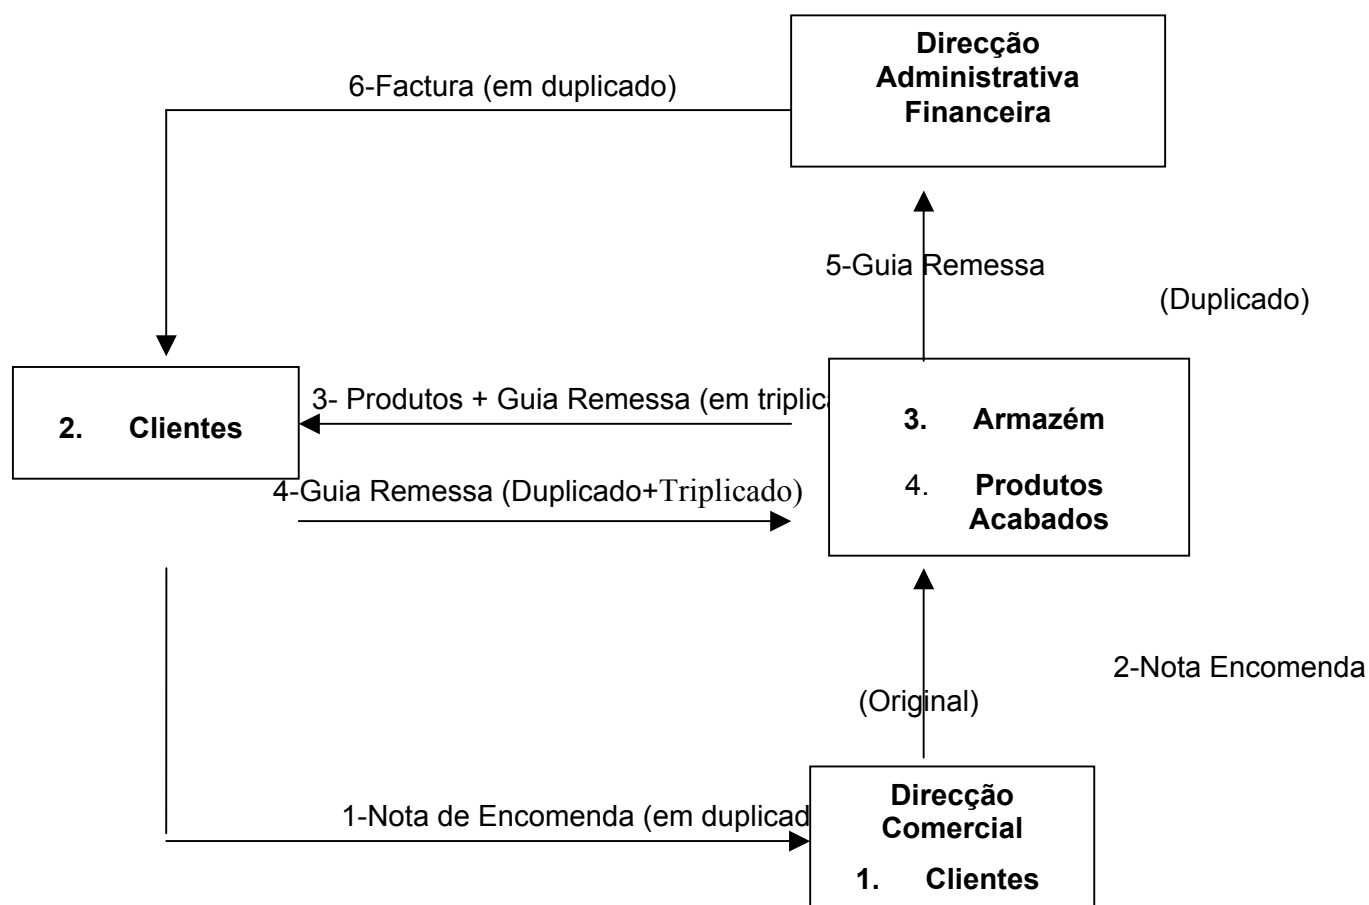 Direcção
Administrativa
Financeira
6-Factura (em duplicado)
5-Guia Remessa
(Duplicado)
3- Produtos + Guia Remessa (em triplica
2. Clientes
3. Armazém
4. Produtos
Acabados
4-Guia Remessa (Duplicado+Triplicado)
2-Nota Encomenda
(Original)
1-Nota de Encomenda (em duplicad
Direcção
Comercial
1. Clientes